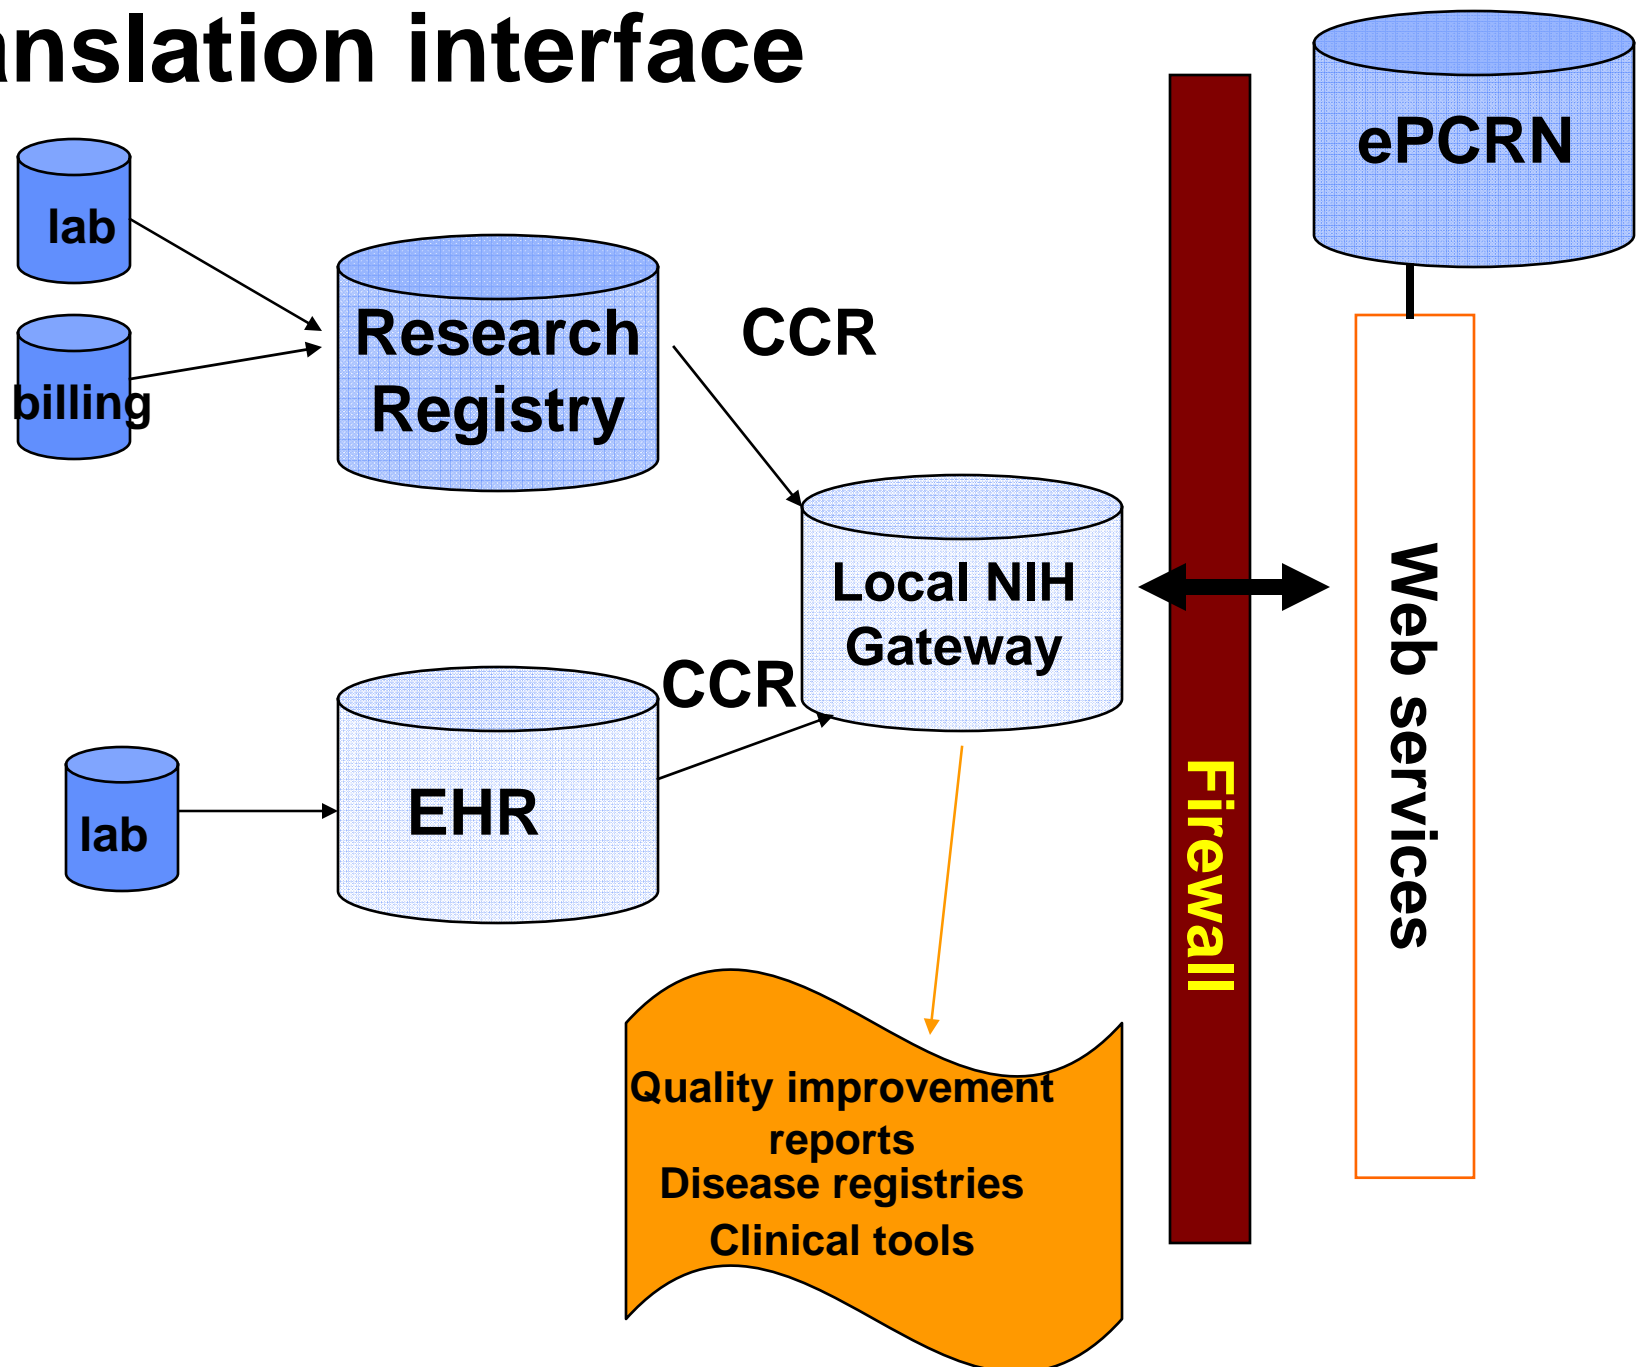 anslation interface
ePCRN
lab
billing
Research
Registry
CCR
Local NIH
Gateway
CCR
EHR
lab
Firewall
Web services
Quality improvement
reports
Disease registries
Clinical tools